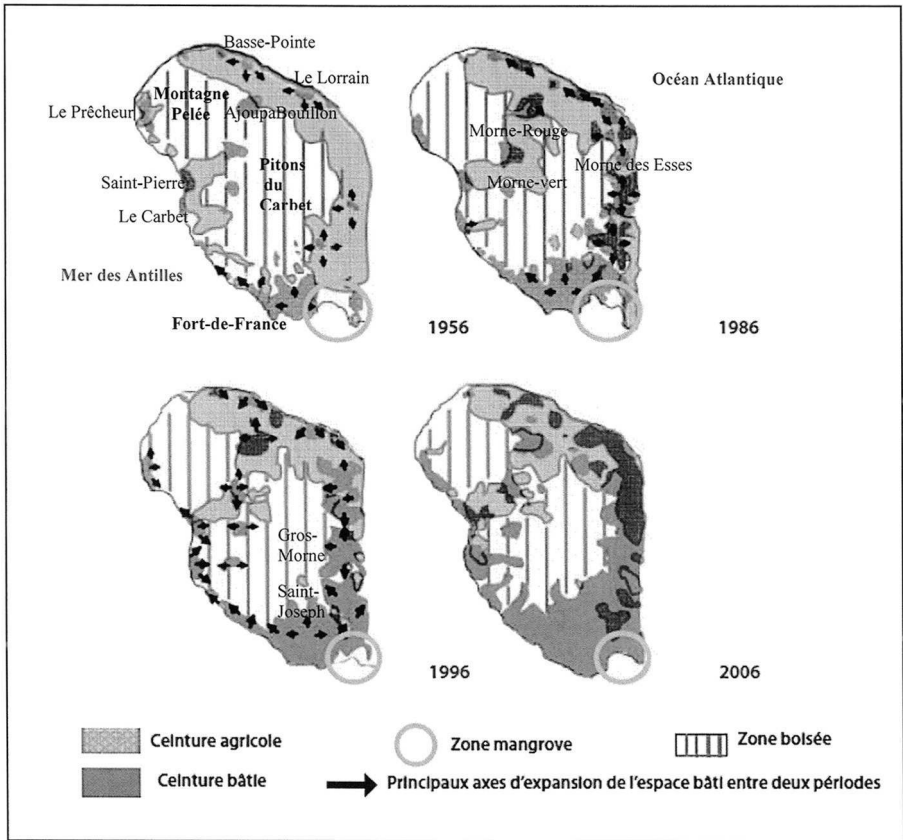 Basse-Pointe
Le Lorrain
Océan Atlantique
Montagne
Pelée
Le Prêcheur
AjoupaBouillon
Morne-Rouge
Pitons
du
Carbet
Morne des Esses
Saint-Pierre
Morne-vert
Le Carbet
Mer des Antilles
Fort-de-France
1956
1986
Gros-
Morne
Saint-
Joseph
1996
2006
Ceinture agricole
Zone mangrove
Zone boisée
Ceinture bâtie
Principaux axes d'expansion de l'espace bâti entre deux périodes